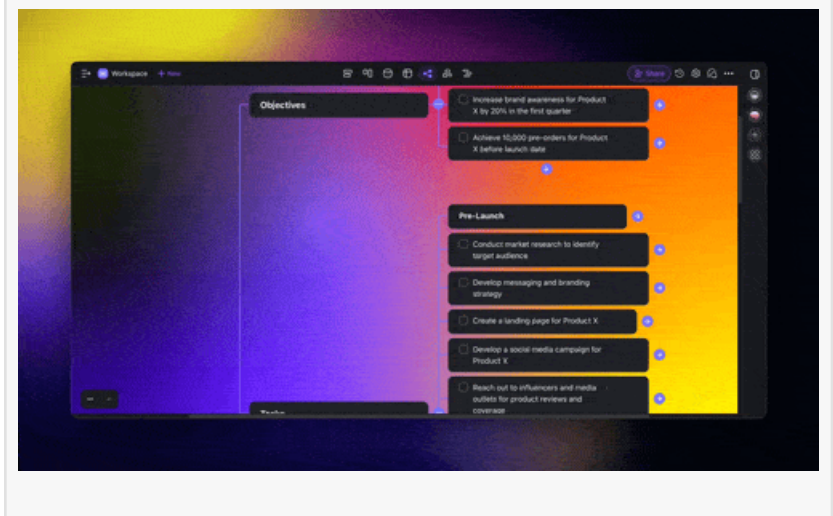 Workspace
+ New
Share
Objectives
Increase brand awareness for Product
X by 20% in the first quarter
Achieve 10,000 pre-orders for Product
X before launch date
Pre-Launch
Conduct market research to identify
target audience
Develop messaging and branding
strategy
Create a landing page for Product X
Develop a social media campaign for
Product X
Reach out to influencers and media
outlets for product reviews and
coverage
Tasks